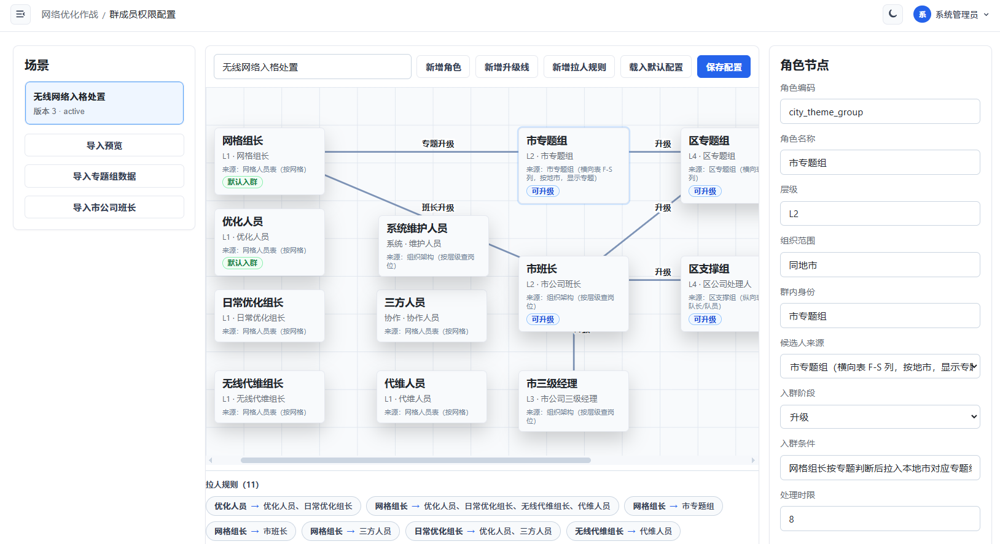 网络优化作战 / 群成员权限配置
系 系统管理员
场景
无线网络入格处置
版本 3 · active
导入预览
导入专题组数据
导入市公司班长
无线网络入格处置
新增角色
新增升级线
新增拉人规则
载入默认配置
保存配置
网格组长
L1 · 网格组长
来源：网格人员表（按网格）
默认入群
专题升级
市专题组
L2 · 市专题组
来源：市专题组（横向表 F-S
列，按地市，显示专题）
可升级
升级
区专题组
L4 · 区专题组
来源：区专题组（横向
列）
可升级
班长升级
升级
优化人员
L1 · 优化人员
来源：网格人员表（按网格）
默认入群
系统维护人员
系统 · 维护人员
来源：组织架构（按层级查岗
位）
市班长
L2 · 市公司班长
来源：组织架构（按层级查岗
位）
可升级
升级
区支撑组
L4 · 区公司处理人
来源：区支撑组（纵向
队长/队员）
可升级
日常优化组长
L1 · 日常优化组长
来源：网格人员表（按网格）
三方人员
协作 · 协作人员
来源：网格人员表（按网格）
无线代维组长
L1 · 无线代维组长
来源：网格人员表（按网格）
代维人员
L1 · 代维人员
来源：网格人员表（按网格）
市三级经理
L3 · 市公司三级经理
来源：组织架构（按层级查岗
位）
拉人规则（11）
优化人员 → 优化人员、日常优化组长
网格组长 → 优化人员、日常优化组长、无线代维组长、代维人员
网格组长 → 市专题组
网格组长 → 市班长
网格组长 → 三方人员
日常优化组长 → 优化人员、三方人员
无线代维组长 → 代维人员
角色节点
角色编码
city_theme_group
角色名称
市专题组
层级
L2
组织范围
同地市
群内身份
市专题组
候选人来源
市专题组（横向表 F-S 列，按地市，显示专
入群阶段
升级
入群条件
网格组长按专题判断后拉入本地市对应专题
处理时限
8